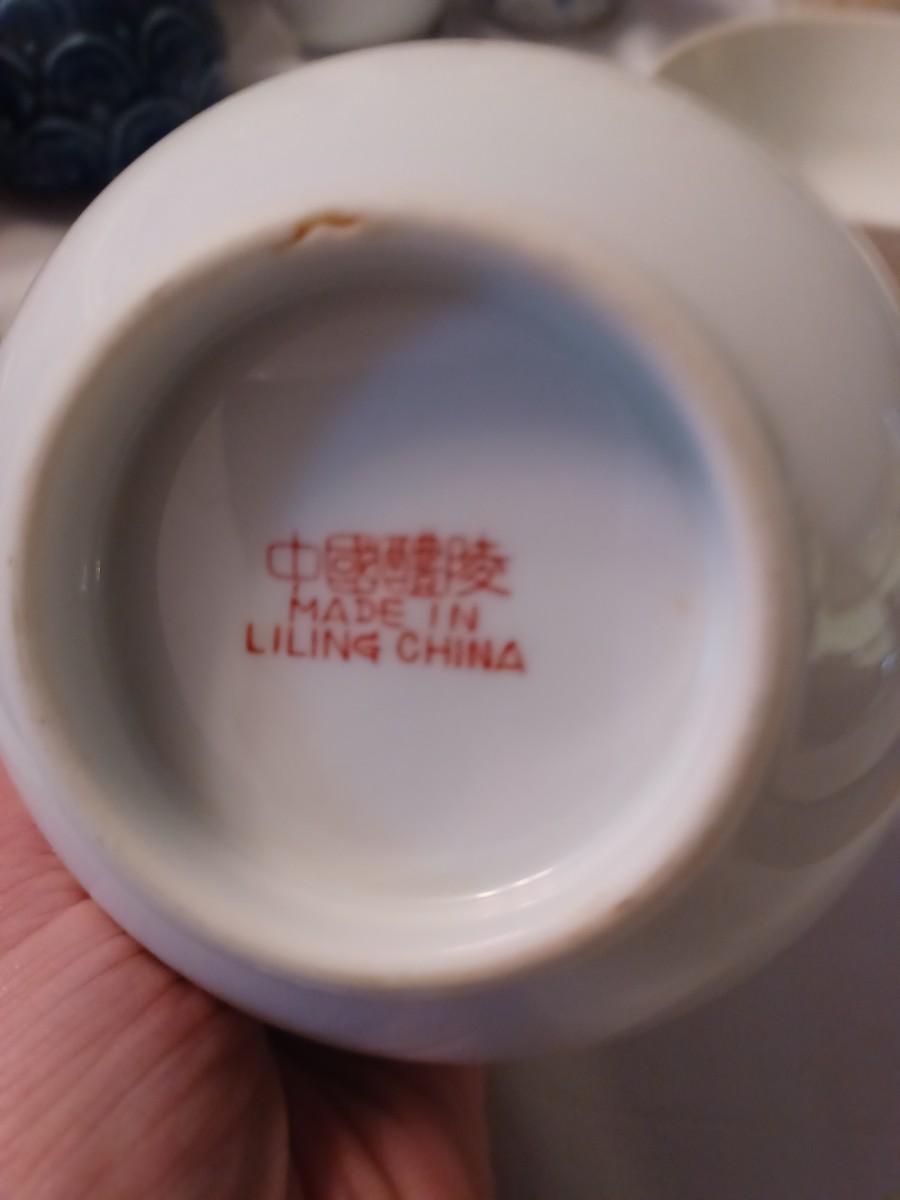 中國醴陵
MADE IN
LILING CHINA